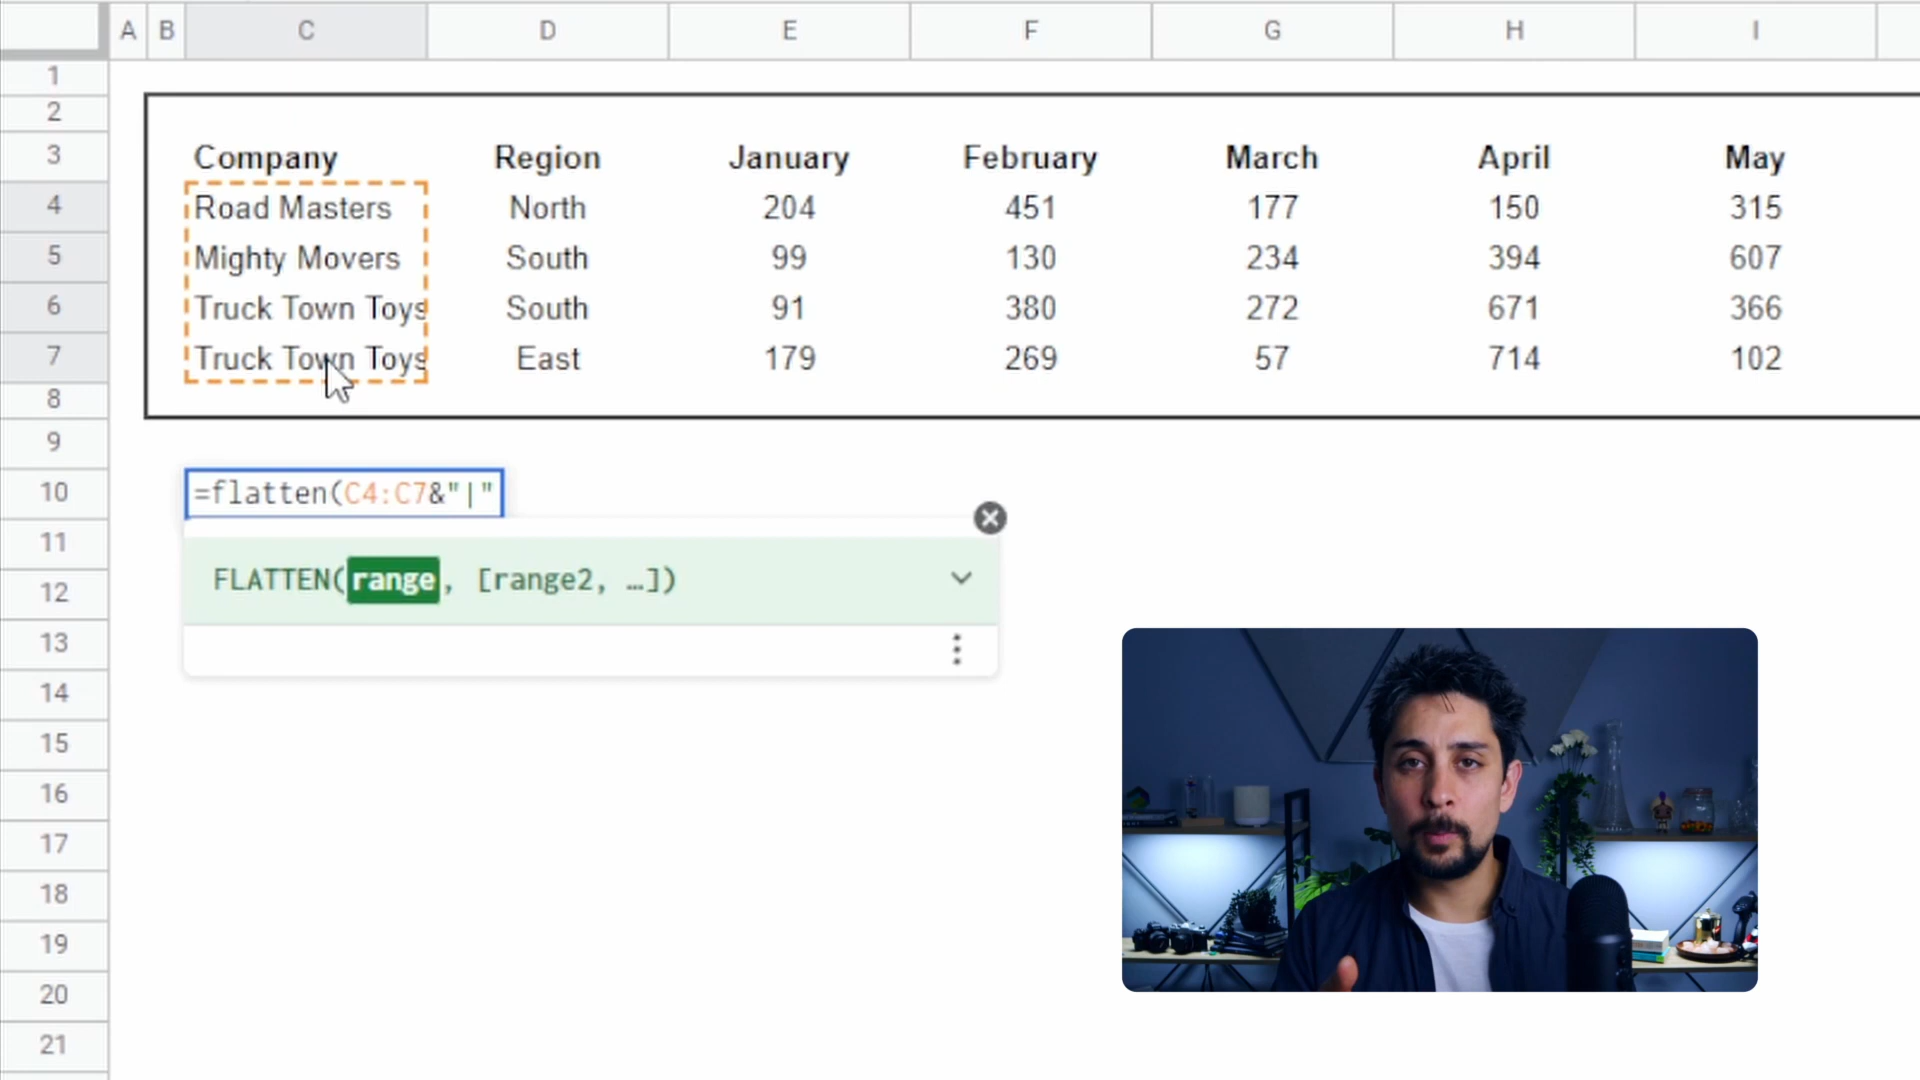 A B C D E F G H I
1
2
3 Company Region January February March April May
4 Road Masters North 204 451 177 150 315
5 Mighty Movers South 99 130 234 394 607
6 Truck Town Toys South 91 380 272 671 366
7 Truck Town Toys East 179 269 57 714 102
8
9
10 =flatten(C4:C7&"|"
11
12 FLATTEN(range, [range2, …])
13
14
15
16
17
18
19
20
21